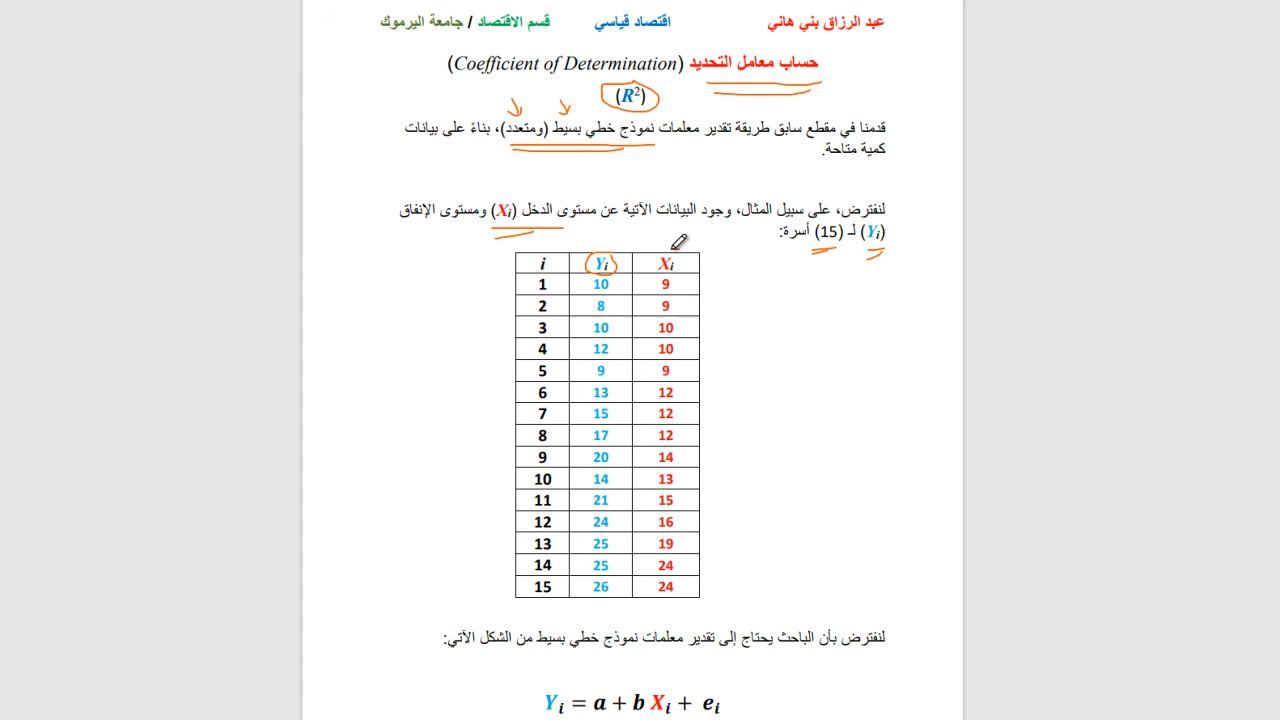 عبد الرزاق بني هاني اقتصاد قياسي قسم الاقتصاد / جامعة اليرموك
حساب معامل التحديد (Coefficient of Determination)
(R²)
قدمنا في مقطع سابق طريقة تقدير معلمات نموذج خطي بسيط (ومتعدد)، بناءً على بيانات
كمية متاحة.
لنفترض، على سبيل المثال، وجود البيانات الآتية عن مستوى الدخل (Xi) ومستوى الإنفاق
(Yi) لـ (15) أسرة:
i Yi Xi
1 10 9
2 8 9
3 10 10
4 12 10
5 9 9
6 13 12
7 15 12
8 17 12
9 20 14
10 14 13
11 21 15
12 24 16
13 25 19
14 25 24
15 26 24
لنفترض بأن الباحث يحتاج إلى تقدير معلمات نموذج خطي بسيط من الشكل الآتي:
Yi = a + b Xi + ei